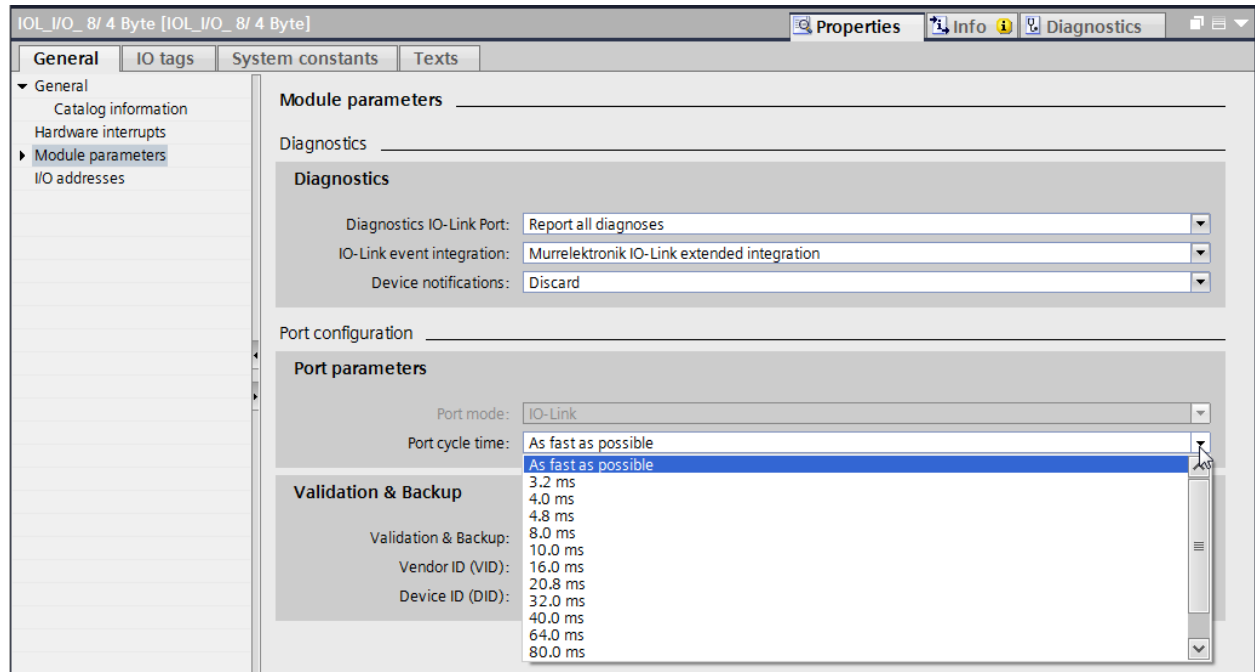 IOL_I/O_ 8/ 4 Byte [IOL_I/O_ 8/ 4 Byte]
Properties
Info
Diagnostics
General
IO tags
System constants
Texts
General
Catalog information
Hardware interrupts
Module parameters
I/O addresses
Module parameters
Diagnostics
Diagnostics
Diagnostics IO-Link Port: Report all diagnoses
IO-Link event integration: Murrelektronik IO-Link extended integration
Device notifications: Discard
Port configuration
Port parameters
Port mode: IO-Link
Port cycle time: As fast as possible
As fast as possible
3.2 ms
4.0 ms
4.8 ms
8.0 ms
10.0 ms
16.0 ms
20.8 ms
32.0 ms
40.0 ms
64.0 ms
80.0 ms
Validation & Backup
Validation & Backup:
Vendor ID (VID):
Device ID (DID):